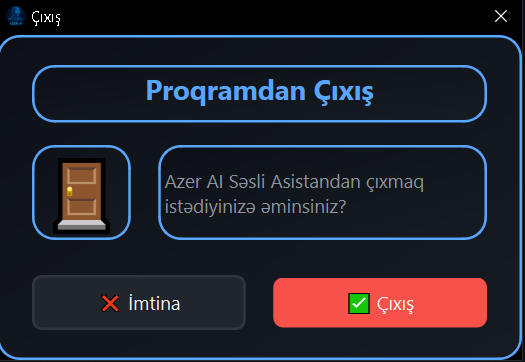 Çıxış
Proqramdan Çıxış
Azer AI Səsli Asistandan çıxmaq
istədiyinizə əminsiniz?
❌ İmtina
✅ Çıxış